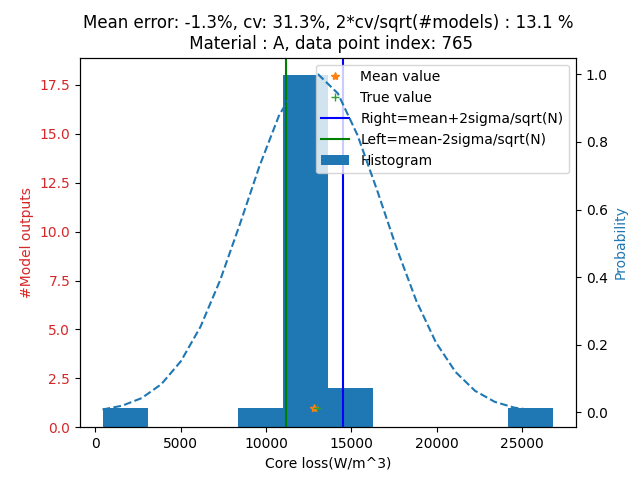 Mean error: -1.3%, cv: 31.3%, 2*cv/sqrt(#models) : 13.1 %
Material : A, data point index: 765
Mean value
True value
Right=mean+2sigma/sqrt(N)
Left=mean-2sigma/sqrt(N)
Histogram
17.5
15.0
12.5
10.0
7.5
5.0
2.5
0.0
#Model outputs
1.0
0.8
0.6
0.4
0.2
0.0
Probability
0 5000 10000 15000 20000 25000
Core loss(W/m^3)